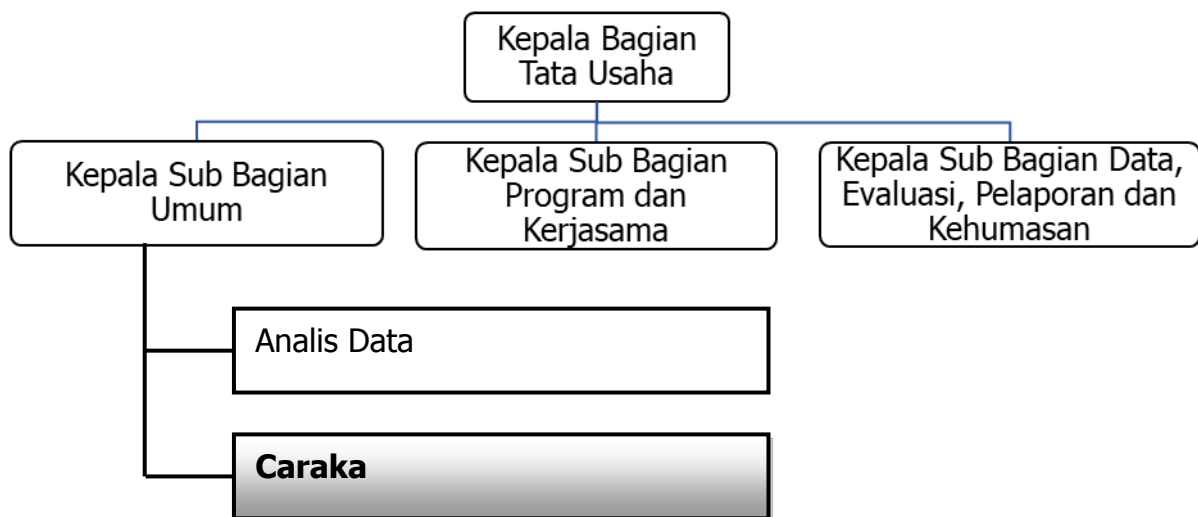 Kepala Bagian
Tata Usaha
Kepala Sub Bagian
Umum
Kepala Sub Bagian
Program dan
Kerjasama
Kepala Sub Bagian Data,
Evaluasi, Pelaporan dan
Kehumasan
Analis Data
Caraka